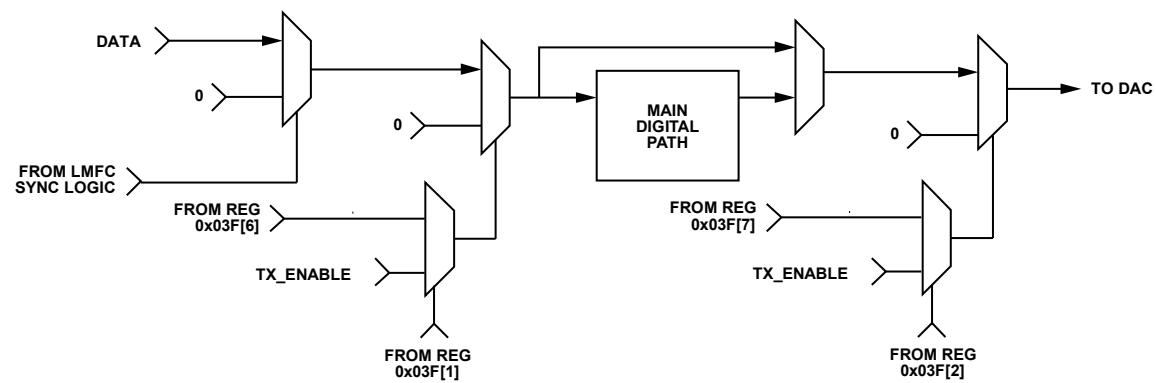 DATA
0
FROM LMFC
SYNC LOGIC
0
MAIN
DIGITAL
PATH
TO DAC
0
FROM REG
0x03F[6]
TX_ENABLE
FROM REG
0x03F[1]
FROM REG
0x03F[7]
TX_ENABLE
FROM REG
0x03F[2]